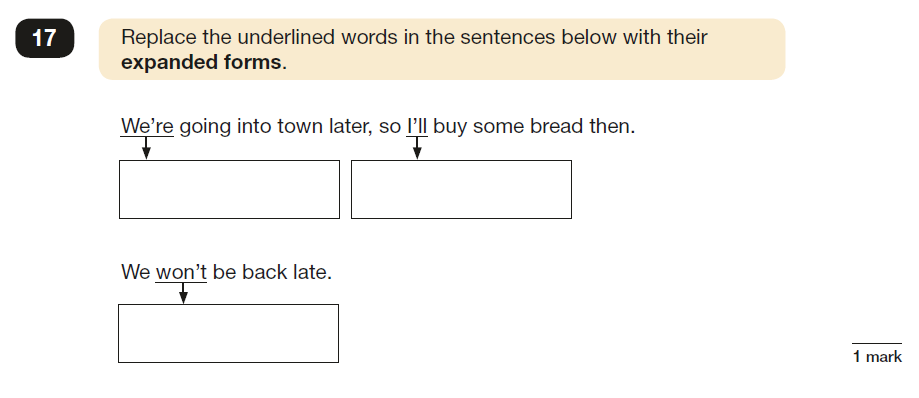 17
Replace the underlined words in the sentences below with their
expanded forms.
We’re going into town later, so I’ll buy some bread then.
We won’t be back late.
1 mark